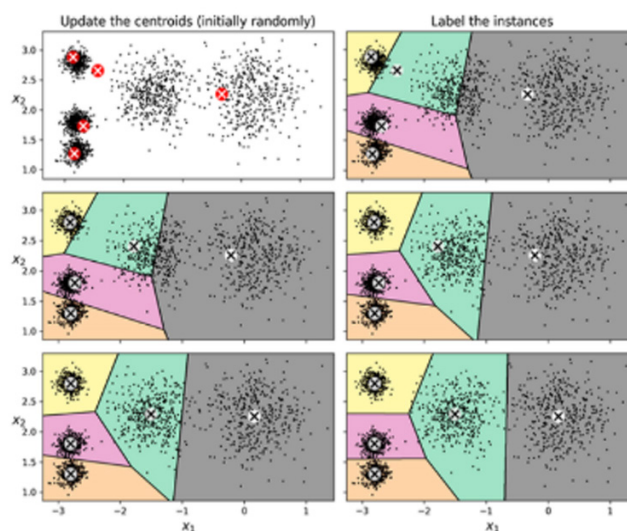 Update the centroids (initially randomly)
Label the instances
3.0
2.5
x2
2.0
1.5
1.0
3.0
2.5
x2
2.0
1.5
1.0
3.0
2.5
x2
2.0
1.5
1.0
−3 −2 −1 0 1
−3 −2 −1 0 1
x1
x1